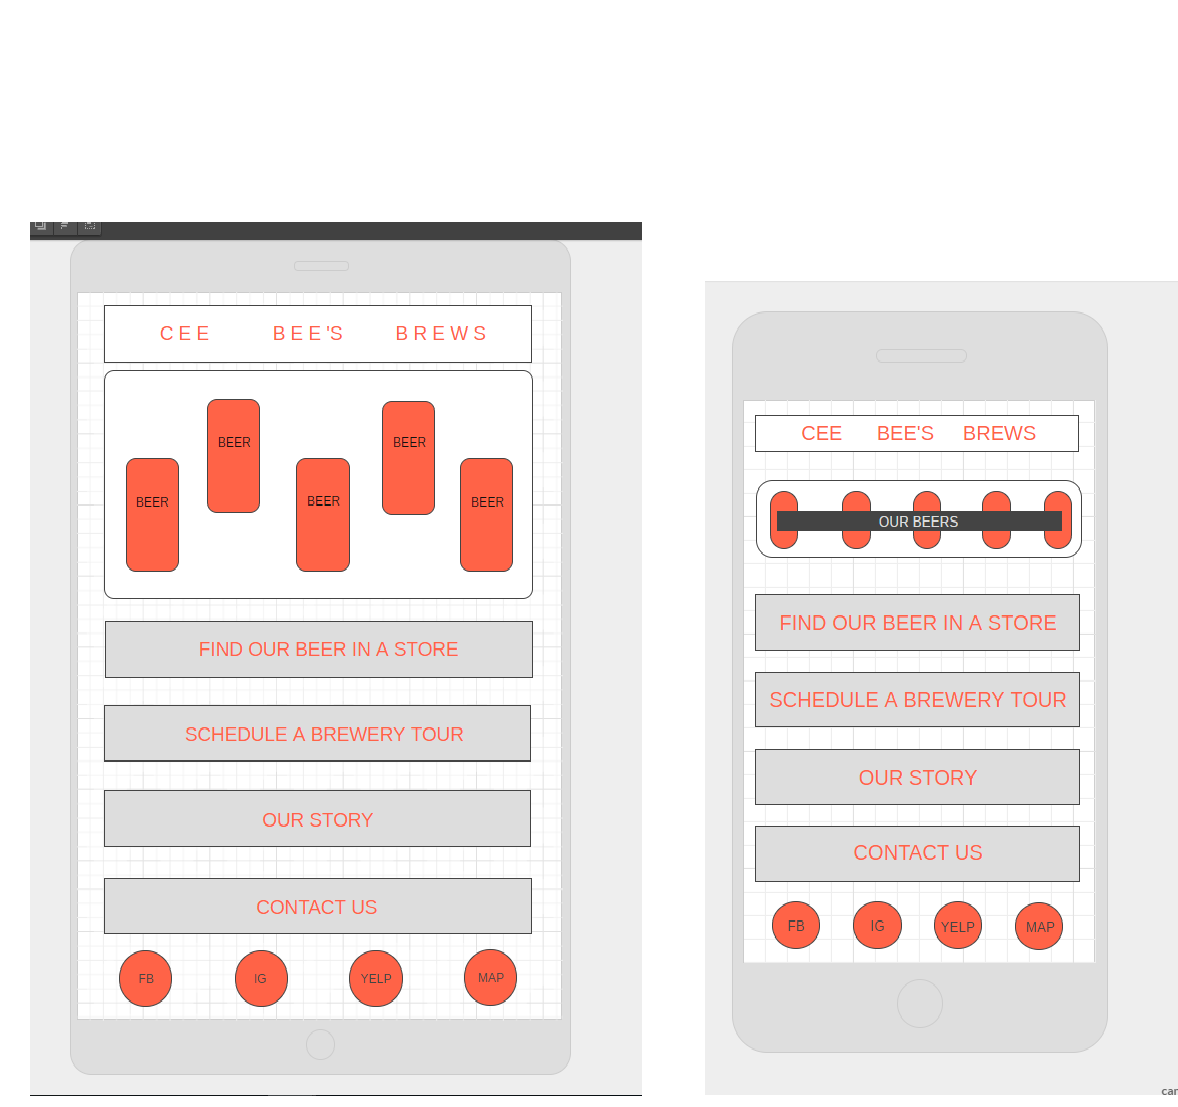 CEE BEE'S BREWS
BEER BEER
BEER BEER BEER
FIND OUR BEER IN A STORE
SCHEDULE A BREWERY TOUR
OUR STORY
CONTACT US
FB IG YELP MAP
CEE BEE'S BREWS
OUR BEERS
FIND OUR BEER IN A STORE
SCHEDULE A BREWERY TOUR
OUR STORY
CONTACT US
FB IG YELP MAP
car